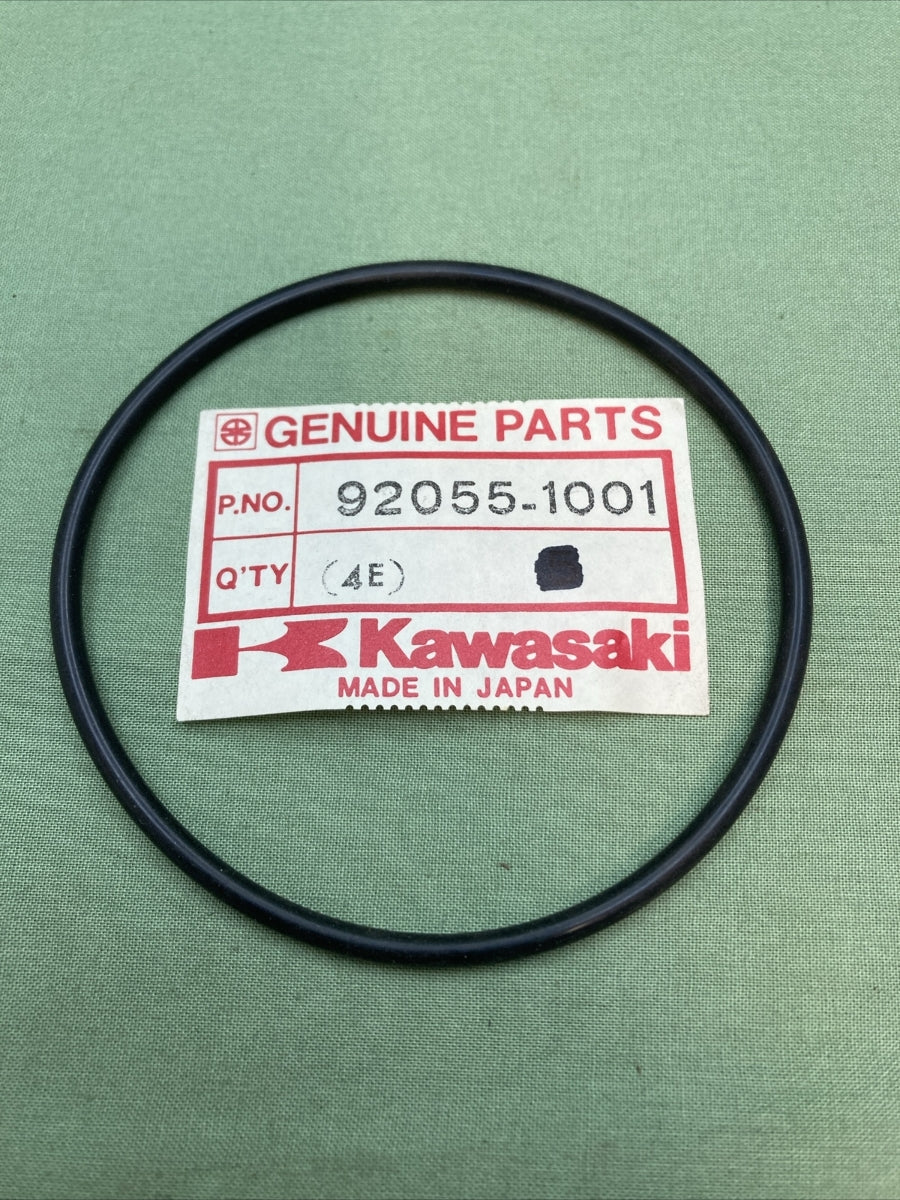 GENUINE PARTS
P.NO. 92055-1001
Q'TY (4E)
Kawasaki
MADE IN JAPAN